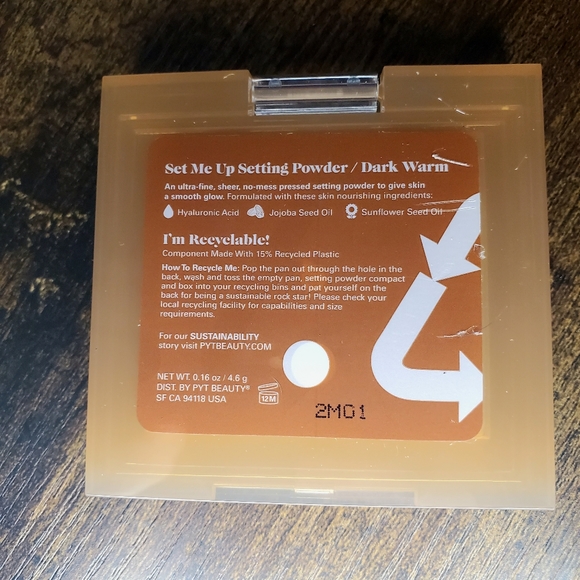 Set Me Up Setting Powder / Dark Warm
An ultra-fine, sheer, no-mess pressed setting powder to give skin
a smooth glow. Formulated with these skin nourishing ingredients:
Hyaluronic Acid Jojoba Seed Oil Sunflower Seed Oil
I'm Recyclable!
Component Made With 15% Recycled Plastic
How To Recycle Me: Pop the pan out through the hole in the
back, wash and toss the empty pan, setting powder compact
and box into your recycling bins and pat yourself on the
back for being a sustainable rock star! Please check your
local recycling facility for capabilities and size
requirements.
For our SUSTAINABILITY
story visit PYTBEAUTY.COM
NET WT. 0.16 oz / 4.6 g
DIST. BY PYT BEAUTY®
SF CA 94118 USA
12M
2MG1